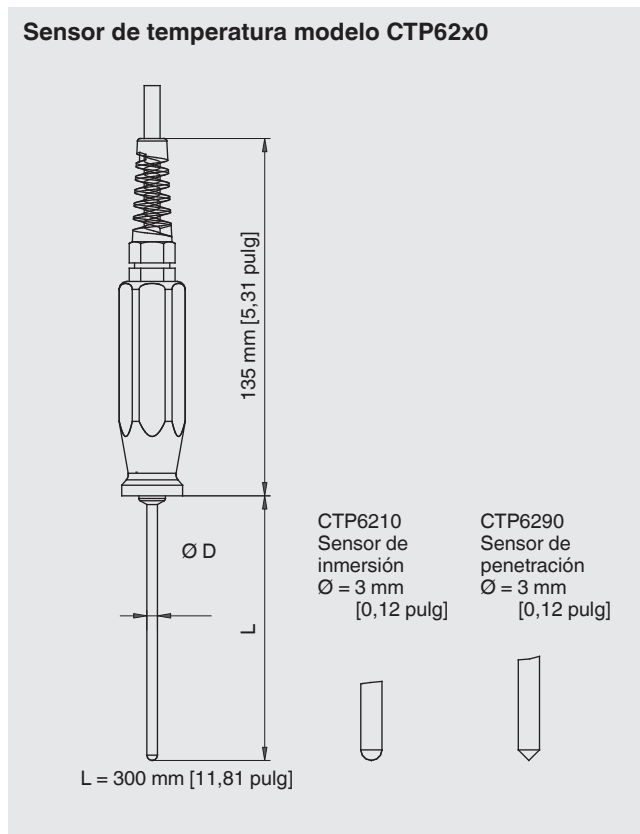 Sensor de temperatura modelo CTP62x0
135 mm [5,31 pulg]
Ø D
L
L = 300 mm [11,81 pulg]
CTP6210
Sensor de
inmersión
Ø = 3 mm
[0,12 pulg]
CTP6290
Sensor de
penetración
Ø = 3 mm
[0,12 pulg]